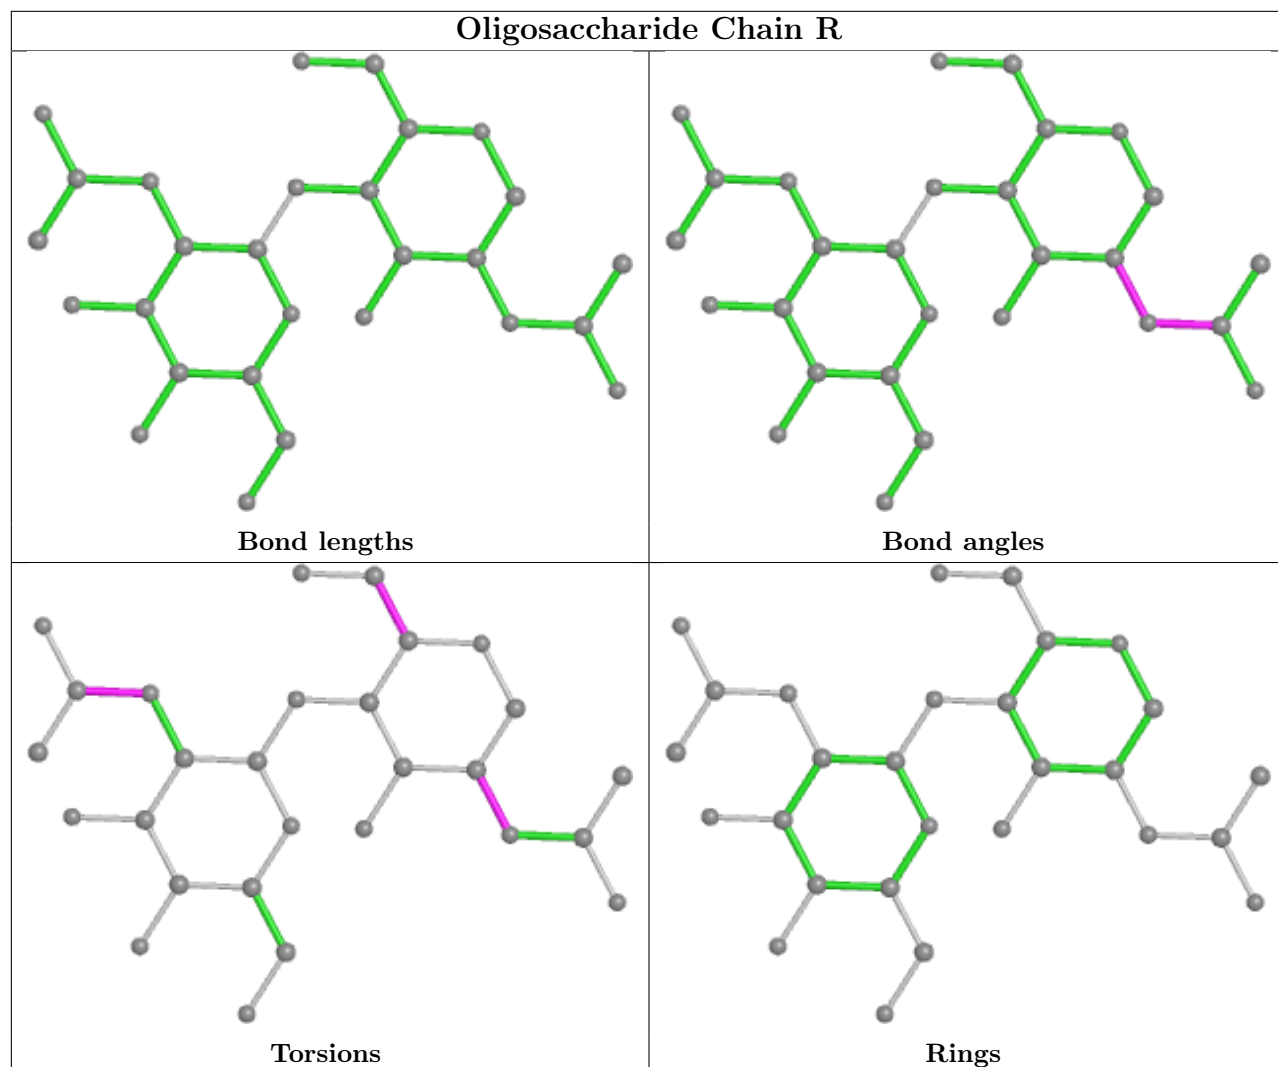 Oligosaccharide Chain R
Bond lengths
Bond angles
Torsions
Rings